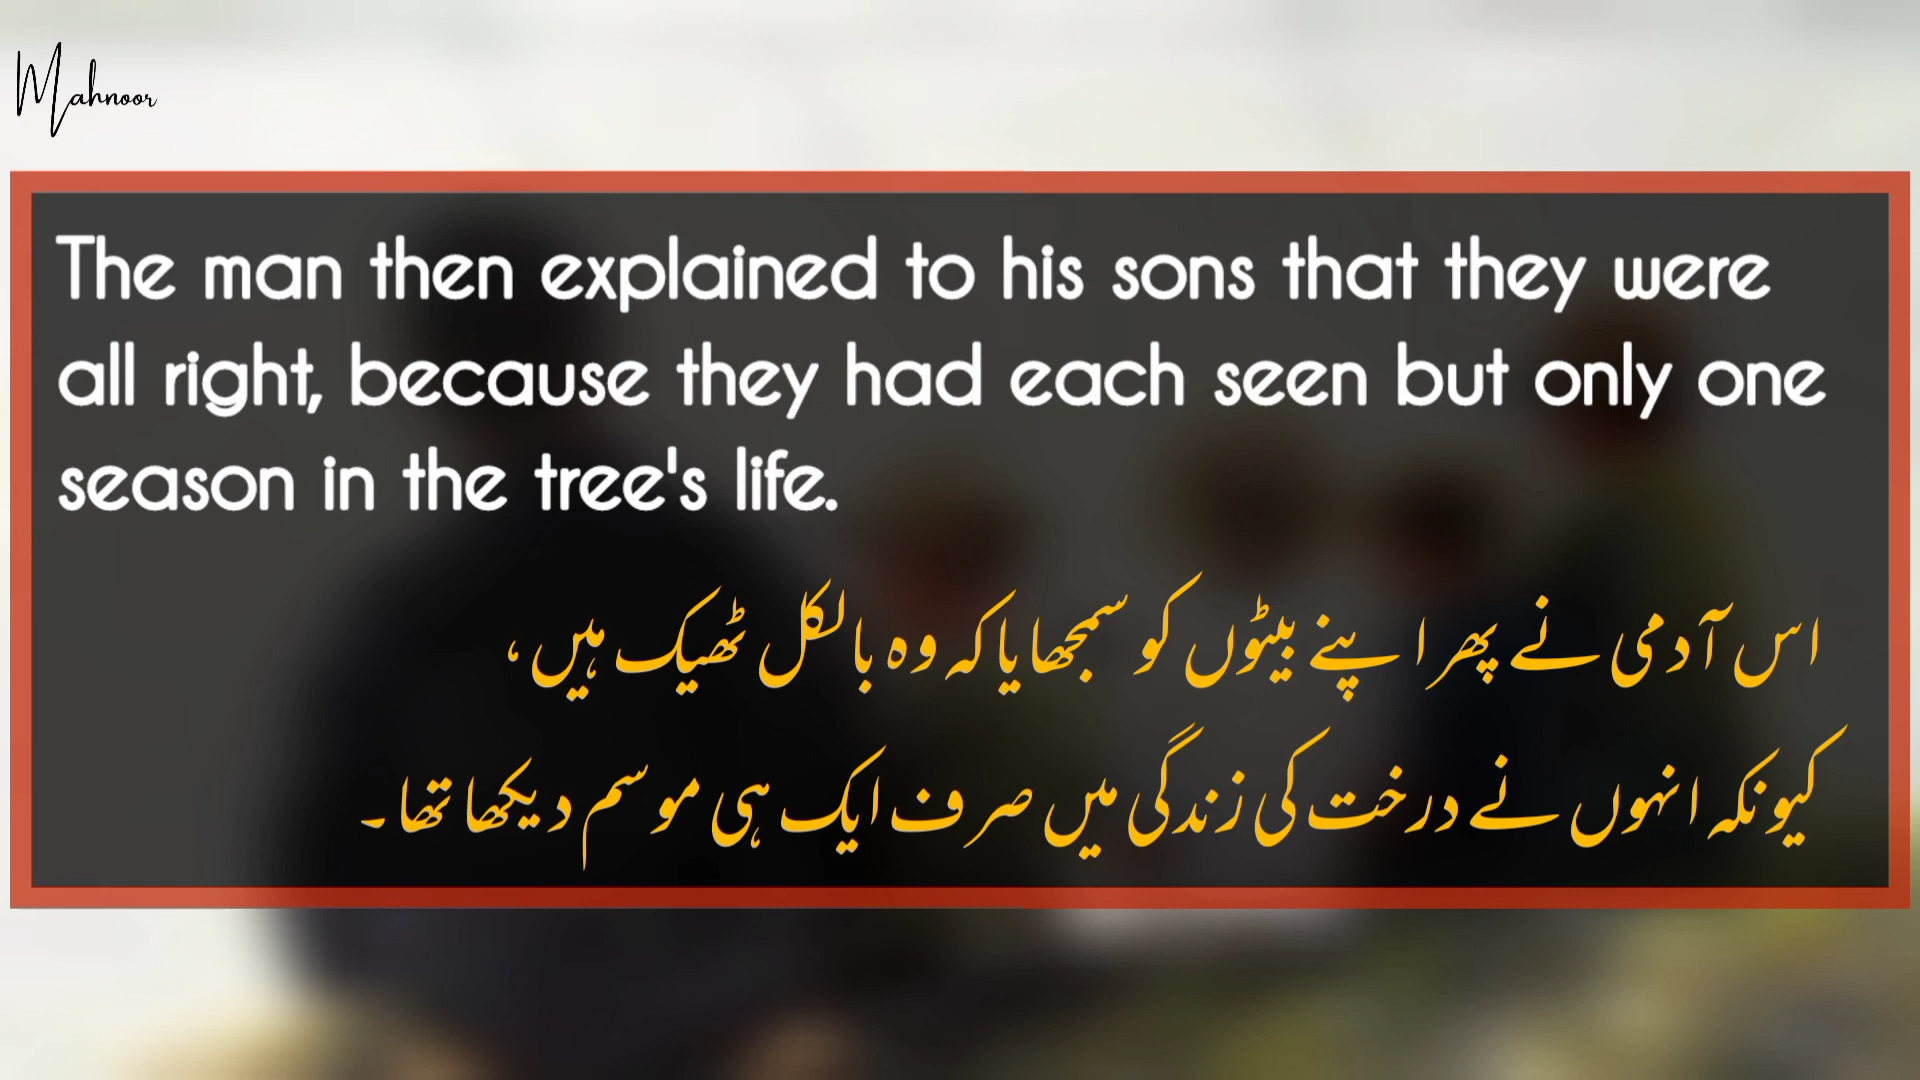 Mahnoor
The man then explained to his sons that they were
all right, because they had each seen but only one
season in the tree's life.
اس آدمی نے پھر اپنے بیٹوں کو سمجھایا کہ وہ بالکل ٹھیک ہیں،
کیونکہ انہوں نے درخت کی زندگی میں صرف ایک ہی موسم دیکھا تھا۔